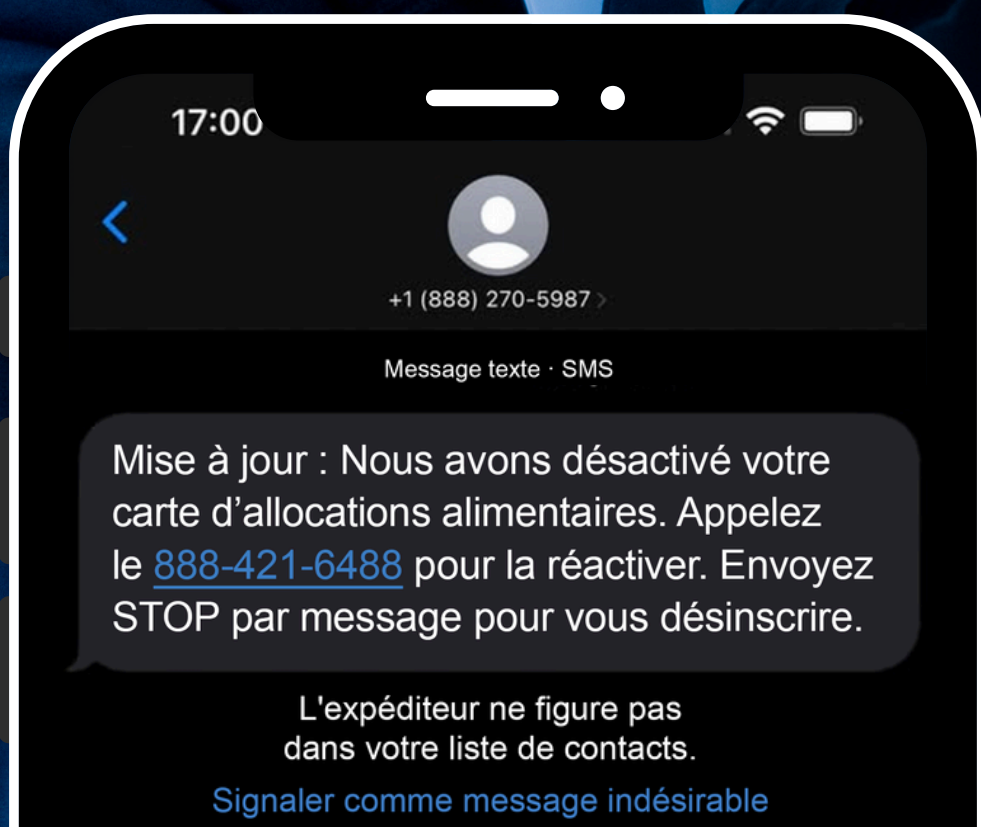 17:00
+1 (888) 270-5987
Message texte · SMS
Mise à jour : Nous avons désactivé votre
carte d’allocations alimentaires. Appelez
le 888-421-6488 pour la réactiver. Envoyez
STOP par message pour vous désinscrire.
L'expéditeur ne figure pas
dans votre liste de contacts.
Signaler comme message indésirable